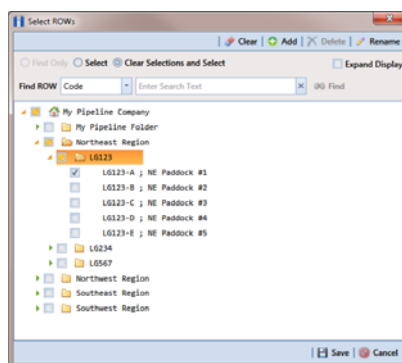 Select ROWs
Clear | Add | Delete | Rename
Find Only Select Clear Selections and Select Expand Display
Find ROW Code Enter Search Text Find
My Pipeline Company
My Pipeline Folder
Northeast Region
LG123
LG123-A ; NE Paddock #1
LG123-B ; NE Paddock #2
LG123-C ; NE Paddock #3
LG123-D ; NE Paddock #4
LG123-E ; NE Paddock #5
LG234
LG567
Northwest Region
Southeast Region
Southwest Region
Save | Cancel